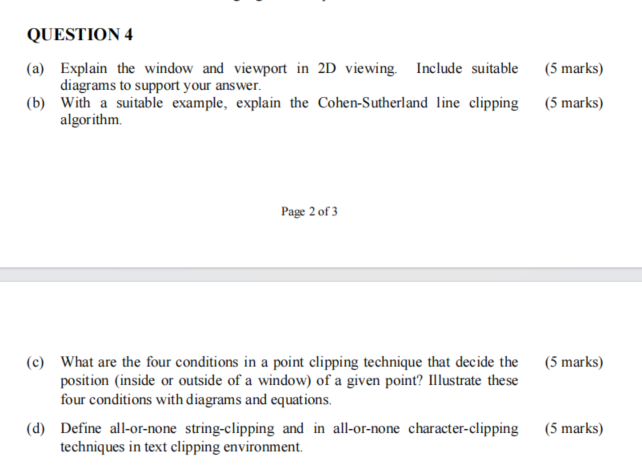 QUESTION 4
(a) Explain the window and viewport in 2D viewing. Include suitable (5 marks)
diagrams to support your answer.
(b) With a suitable example, explain the Cohen-Sutherland line clipping (5 marks)
algorithm.
Page 2 of 3
(c) What are the four conditions in a point clipping technique that decide the (5 marks)
position (inside or outside of a window) of a given point? Illustrate these
four conditions with diagrams and equations.
(d) Define all-or-none string-clipping and in all-or-none character-clipping (5 marks)
techniques in text clipping environment.